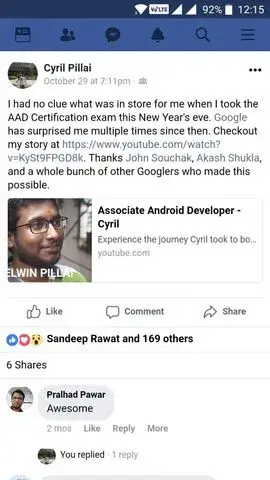 92% 12:15
Cyril Pillai
October 29 at 7:11pm ·
I had no clue what was in store for me when I took the
AAD Certification exam this New Year's eve. Google
has surprised me multiple times since then. Checkout
my story at https://www.youtube.com/watch?
v=KySt9FPGD8k. Thanks John Souchak, Akash Shukla,
and a whole bunch of other Googlers who made this
possible.
ELWIN PILLAI
Associate Android Developer -
Cyril
Experience the journey Cyril took to bo...
youtube.com
Like Comment Share
Sandeep Rawat and 169 others
6 Shares
Pralhad Pawar
Awesome
2 mos Like Reply More
You replied · 1 reply